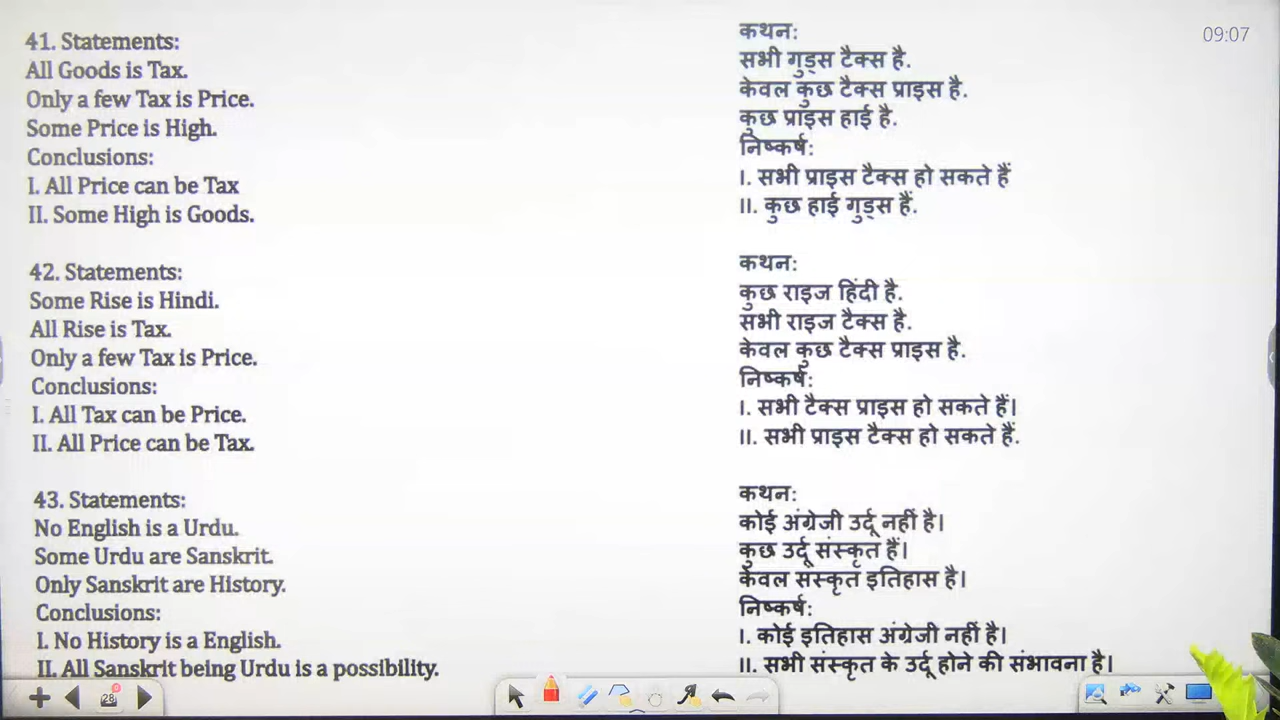 41. Statements:
All Goods is Tax.
Only a few Tax is Price.
Some Price is High.
Conclusions:
I. All Price can be Tax
II. Some High is Goods.
42. Statements:
Some Rise is Hindi.
All Rise is Tax.
Only a few Tax is Price.
Conclusions:
I. All Tax can be Price.
II. All Price can be Tax.
43. Statements:
No English is a Urdu.
Some Urdu are Sanskrit.
Only Sanskrit are History.
Conclusions:
I. No History is a English.
II. All Sanskrit being Urdu is a possibility.
09:07
कथन:
सभी गुड्स टैक्स है.
केवल कुछ टैक्स प्राइस है.
कुछ प्राइस हाई है.
निष्कर्ष:
I. सभी प्राइस टैक्स हो सकते हैं
II. कुछ हाई गुड्स हैं.
कथन:
कुछ राइज हिंदी है.
सभी राइज टैक्स है.
केवल कुछ टैक्स प्राइस है.
निष्कर्ष:
I. सभी टैक्स प्राइस हो सकते हैं।
II. सभी प्राइस टैक्स हो सकते हैं.
कथन:
कोई अंग्रेजी उर्दू नहीं है।
कुछ उर्दू संस्कृत हैं।
केवल संस्कृत इतिहास है।
निष्कर्ष:
I. कोई इतिहास अंग्रेजी नहीं है।
II. सभी संस्कृत के उर्दू होने की संभावना है।
28